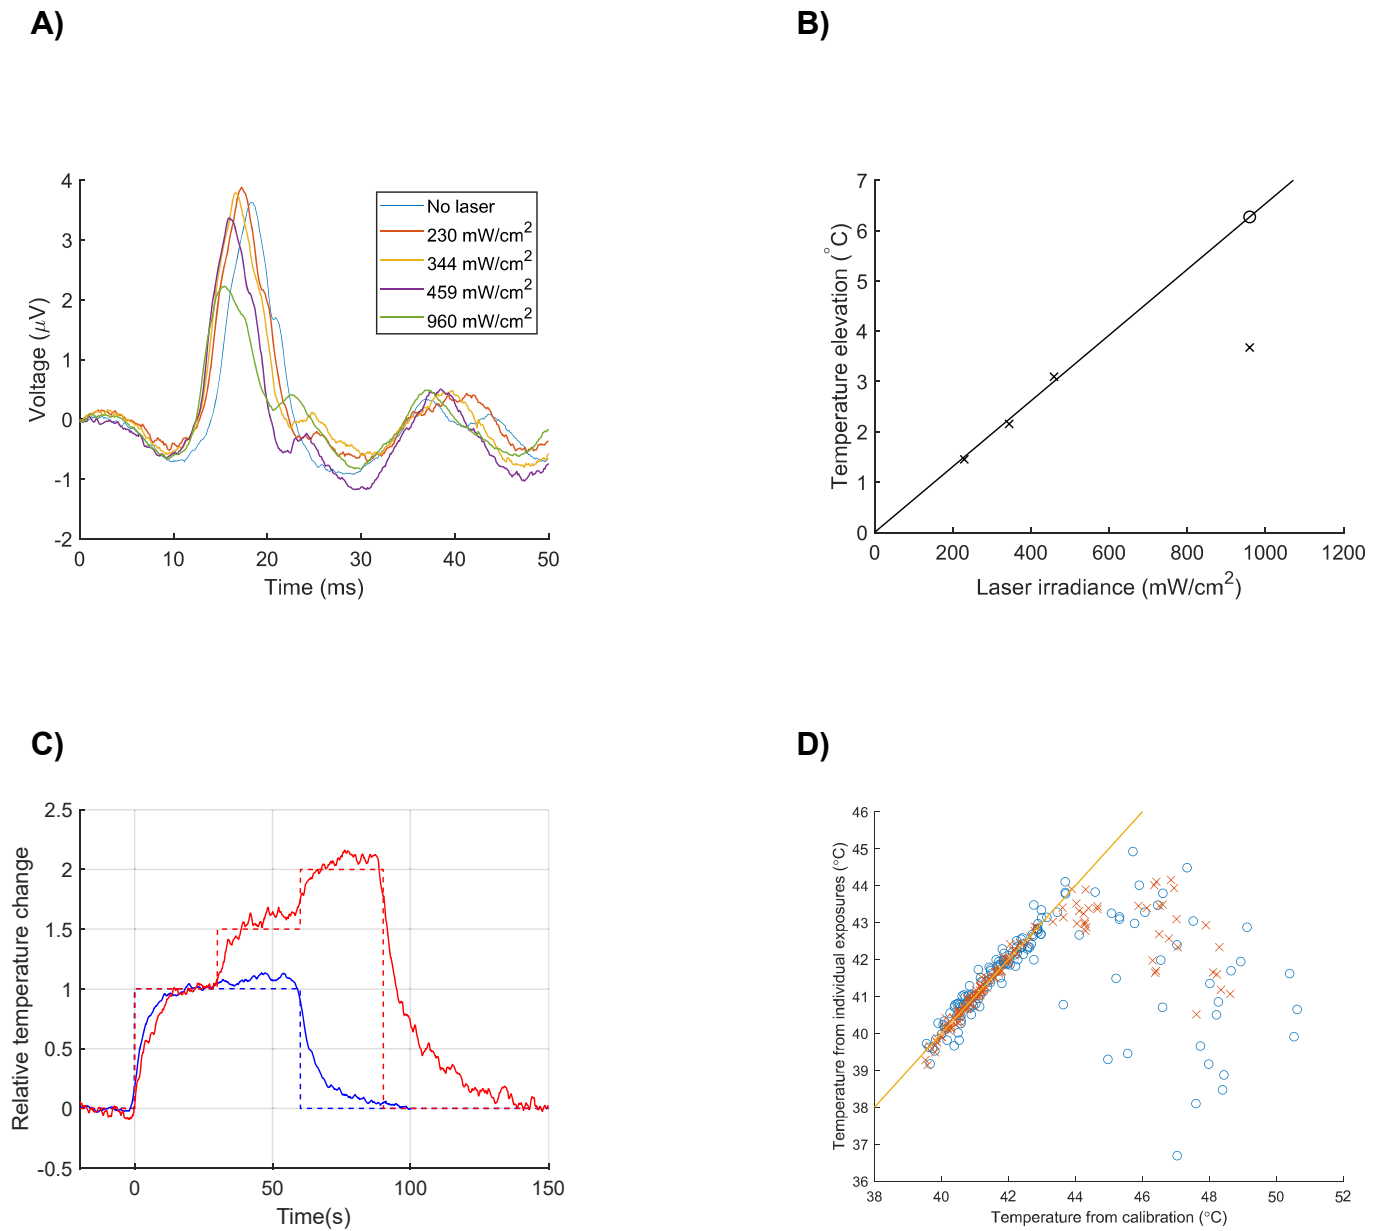 A)
4
3
2
1
0
-1
-2
0 10 20 30 40 50
Voltage (μV)
Time (ms)
No laser
230 mW/cm²
344 mW/cm²
459 mW/cm²
960 mW/cm²
B)
7
6
5
4
3
2
1
0
0 200 400 600 800 1000 1200
Temperature elevation (°C)
Laser irradiance (mW/cm²)
C)
2.5
2
1.5
1
0.5
0
-0.5
0 50 100 150
Relative temperature change
Time(s)
D)
46
45
44
43
42
41
40
39
38
37
36
38 40 42 44 46 48 50 52
Temperature from individual exposures (°C)
Temperature from calibration (°C)